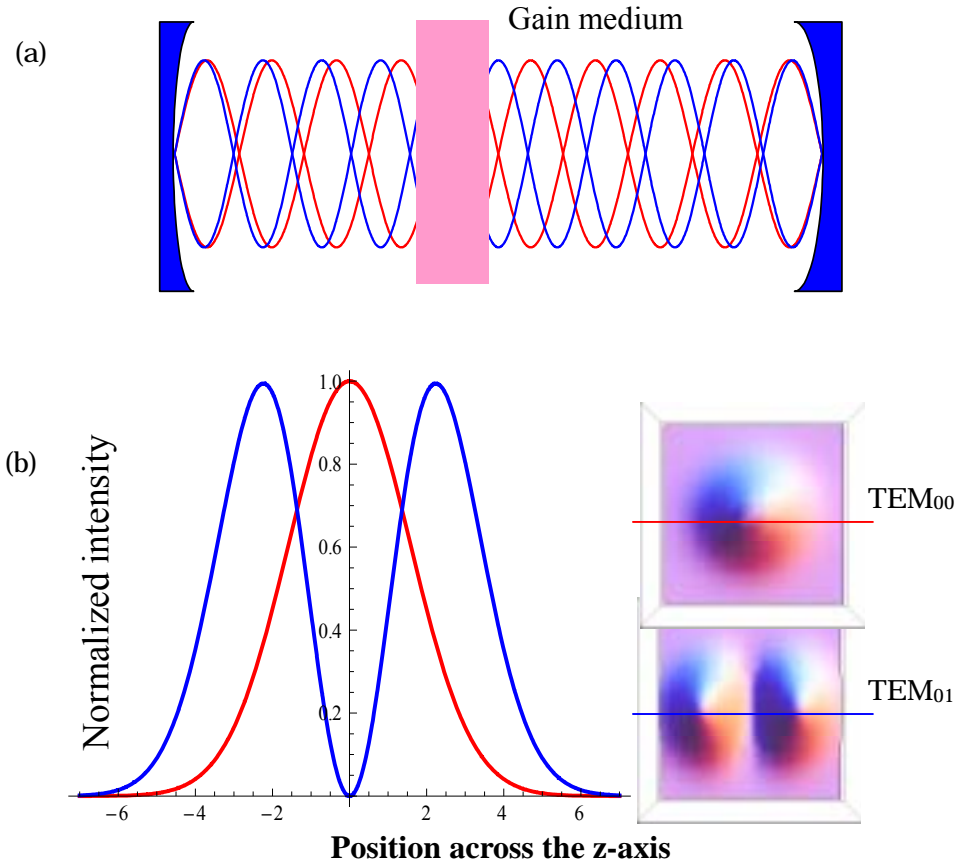 Gain medium
(a)
(b)
Normalized intensity
1.0
0.8
0.6
0.4
0.2
−6
−4
−2
0
2
4
6
Position across the z-axis
TEM00
TEM01